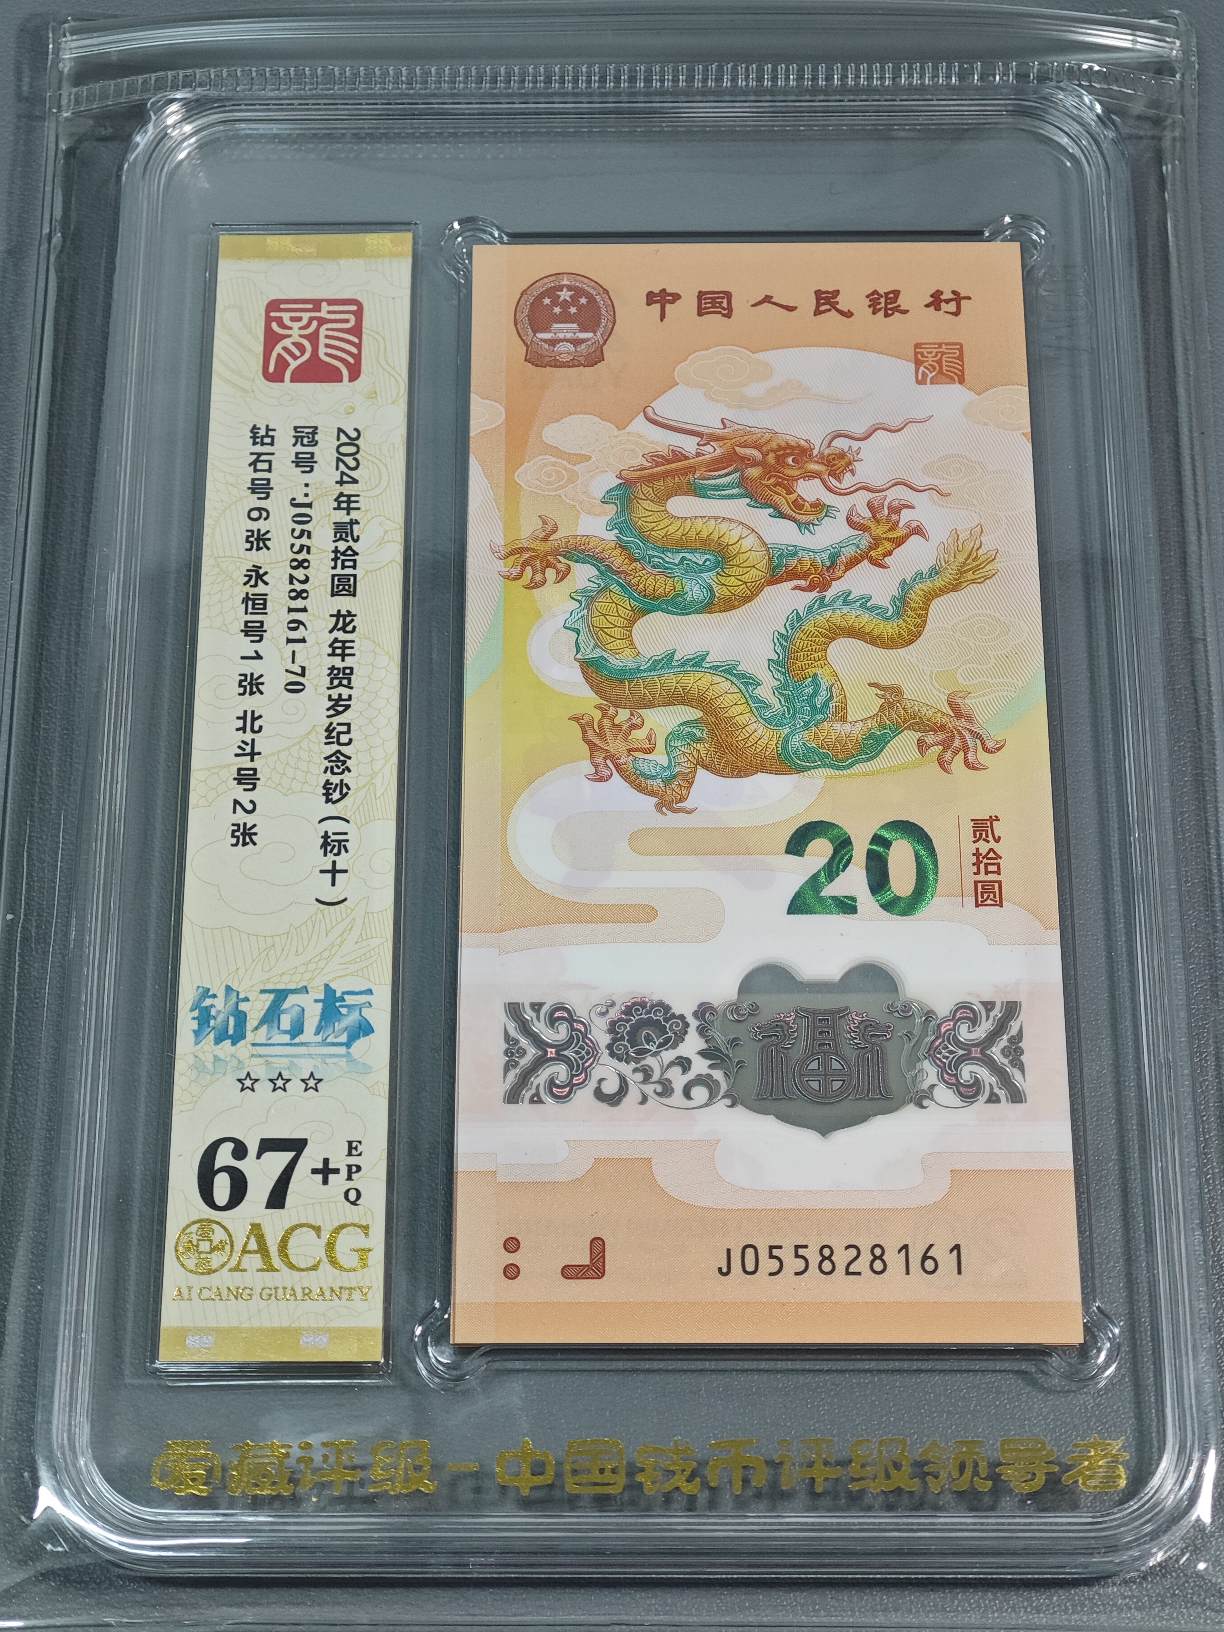 龍
2024年贰拾圆 龙年贺岁纪念钞(标十)
冠号:J055828161-70
钻石号6张 永恒号1张 北斗号2张
钻石标
☆☆☆
67+
EPQ
ACG
AI CANG GUARANTY
中国人民银行
龍
20
贰拾圆
福
J055828161
爱藏评级-中国钱币评级领导者